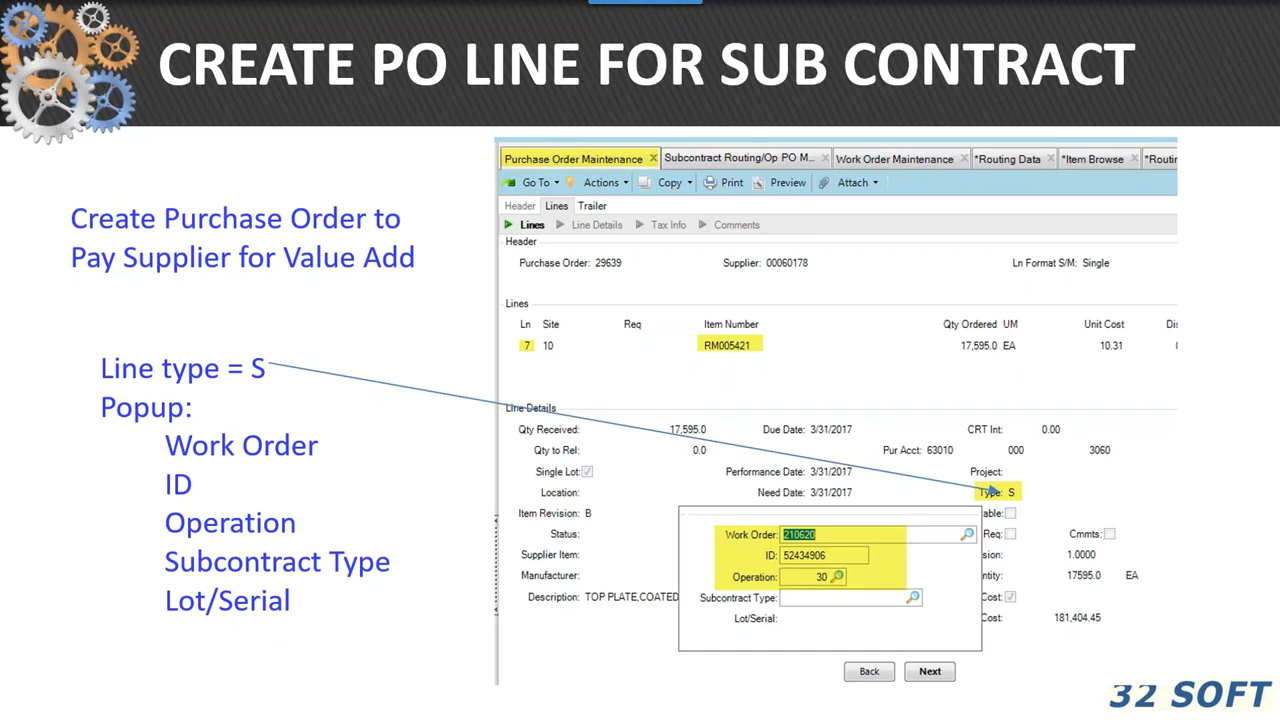 CREATE PO LINE FOR SUB CONTRACT
Create Purchase Order to
Pay Supplier for Value Add
Line type = S
Popup:
Work Order
ID
Operation
Subcontract Type
Lot/Serial
Purchase Order Maintenance Subcontract Routing/Op PO M... Work Order Maintenance *Routing Data *Item Browse *Routin
Go To Actions Copy Print Preview Attach
Header Lines Trailer
Lines Line Details Tax Info Comments
Header
Purchase Order: 29639 Supplier: 00060178 Ln Format S/M: Single
Lines
Ln Site Req Item Number Qty Ordered UM Unit Cost Di
7 10 RM005421 17,595.0 EA 10.31
Line Details
Qty Received: 17,595.0 Due Date: 3/31/2017 CRT Int: 0.00
Qty to Rel: 0.0 Pur Acct: 63010 000 3060
Single Lot: Performance Date: 3/31/2017 Project:
Location: Need Date: 3/31/2017 Type: S
Item Revision: B able:
Status: Work Order: 210620 Req: Cmmts:
Supplier Item: ID: 52434906 sion: 1.0000
Manufacturer: Operation: 30 ntity: 17595.0 EA
Description: TOP PLATE,COATED Subcontract Type: Cost:
Lot/Serial: Cost: 181,404.45
Back Next
32 SOFT